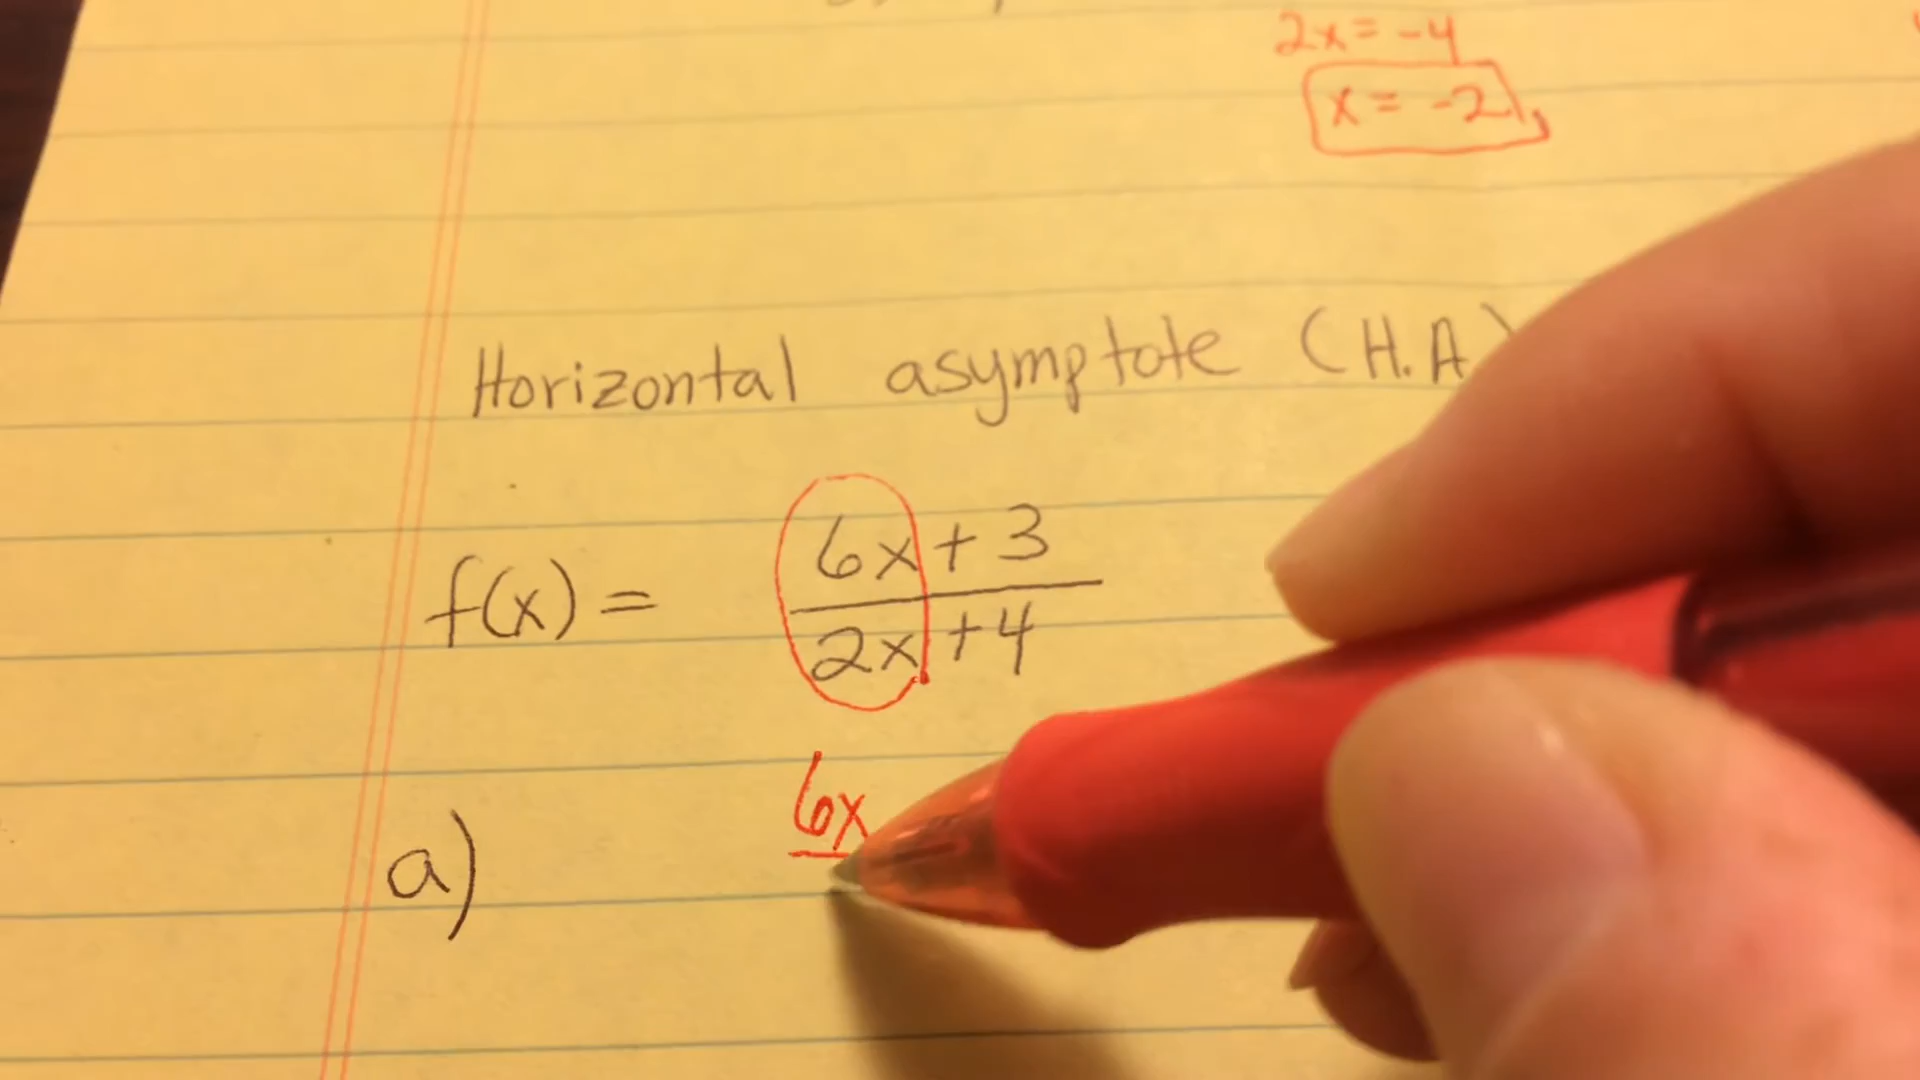 2x = -4
x = -2
Horizontal asymptote (H.A.)
f(x) = 6x + 3
2x + 4
a) 6x